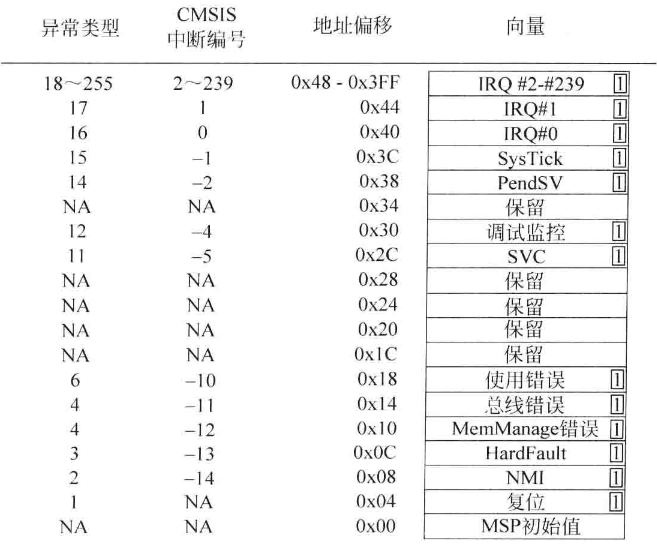 异常类型 CMSIS 中断编号 地址偏移 向量
18～255 2～239 0x48 - 0x3FF IRQ #2-#239 1
17 1 0x44 IRQ#1 1
16 0 0x40 IRQ#0 1
15 −1 0x3C SysTick 1
14 −2 0x38 PendSV 1
NA NA 0x34 保留
12 −4 0x30 调试监控 1
11 −5 0x2C SVC 1
NA NA 0x28 保留
NA NA 0x24 保留
NA NA 0x20 保留
NA NA 0x1C 保留
6 −10 0x18 使用错误 1
4 −11 0x14 总线错误 1
4 −12 0x10 MemManage错误 1
3 −13 0x0C HardFault 1
2 −14 0x08 NMI 1
1 NA 0x04 复位 1
NA NA 0x00 MSP初始值